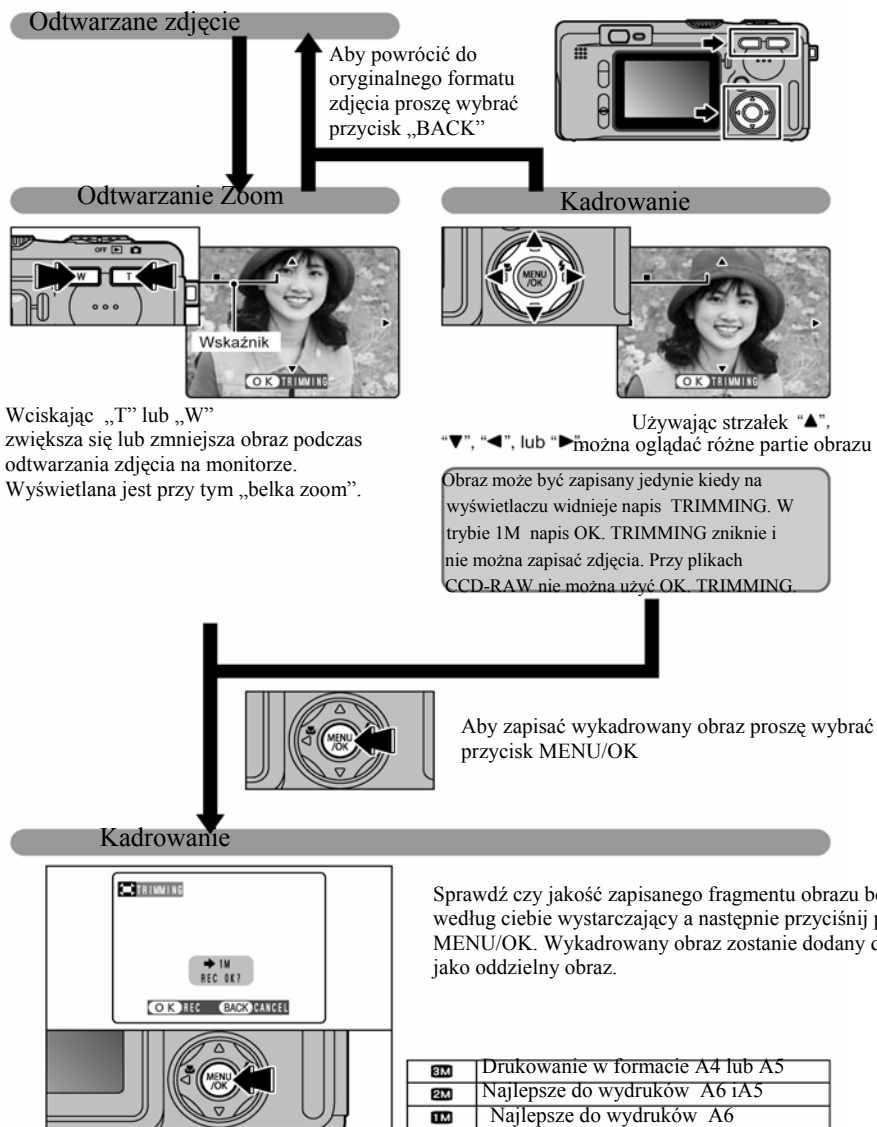 Odtwarzane zdjęcie
Aby powrócić do
oryginalnego formatu
zdjęcia proszę wybrać
przycisk „BACK”
Odtwarzanie Zoom
Kadrowanie
OFF
W T
Wskaźnik
OK TRIMMING
MENU
/OK
OK TRIMMING
Wciskając „T” lub „W”
zwiększa się lub zmniejsza obraz podczas
odtwarzania zdjęcia na monitorze.
Wyświetlana jest przy tym „belka zoom”.
Używając strzałek “▲”,
“▼”, “◀”, lub “▶” można oglądać różne partie obrazu
Obraz może być zapisany jedynie kiedy na
wyświetlaczu widnieje napis TRIMMING. W
trybie 1M napis OK. TRIMMING zniknie i
nie można zapisać zdjęcia. Przy plikach
CCD-RAW nie można użyć OK. TRIMMING.
MENU
/OK
Aby zapisać wykadrowany obraz proszę wybrać
przycisk MENU/OK
Kadrowanie
TRIMMING
➔ 1M
REC OK?
OK REC BACK CANCEL
MENU
/OK
Sprawdź czy jakość zapisanego fragmentu obrazu
według ciebie wystarczający a następnie przyciśnij
MENU/OK. Wykadrowany obraz zostanie dodany
jako oddzielny obraz.
3M Drukowanie w formacie A4 lub A5
2M Najlepsze do wydruków A6 iA5
1M Najlepsze do wydruków A6